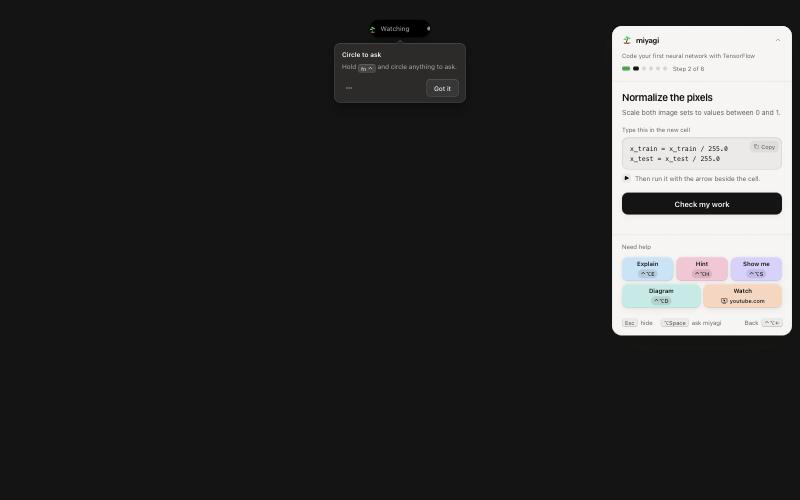 Watching
Circle to ask
Hold fn ^ and circle anything to ask.
Got it
miyagi
Code your first neural network with TensorFlow
Step 2 of 6
Normalize the pixels
Scale both image sets to values between 0 and 1.
Type this in the new cell
Copy
x_train = x_train / 255.0
x_test = x_test / 255.0
Then run it with the arrow beside the cell.
Check my work
Need help
Explain
^⌥E
Hint
^⌥H
Show me
^⌥S
Diagram
^⌥D
Watch
youtube.com
Esc hide ⌥Space ask miyagi Back ^⌥←